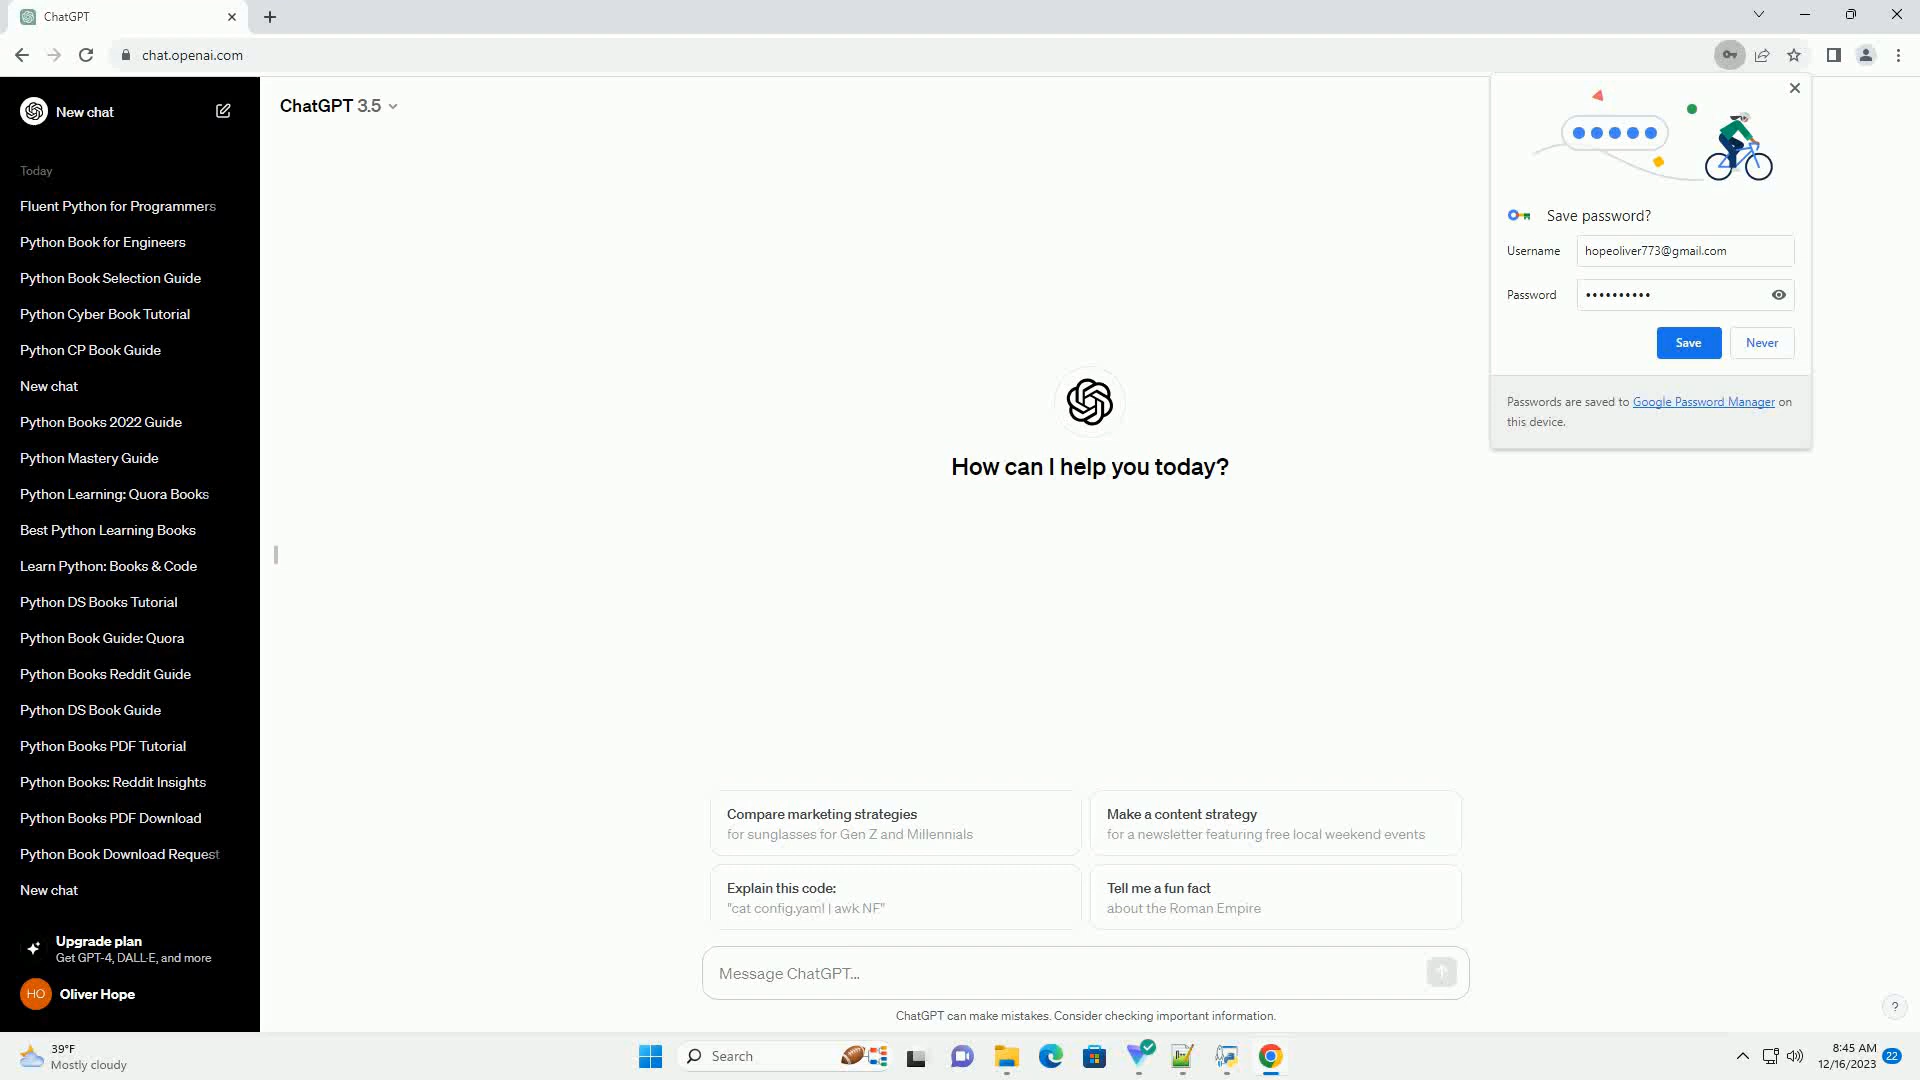 ChatGPT
chat.openai.com
New chat
Today
Fluent Python for Programmers
Python Book for Engineers
Python Book Selection Guide
Python Cyber Book Tutorial
Python CP Book Guide
New chat
Python Books 2022 Guide
Python Mastery Guide
Python Learning: Quora Books
Best Python Learning Books
Learn Python: Books & Code
Python DS Books Tutorial
Python Book Guide: Quora
Python Books Reddit Guide
Python DS Book Guide
Python Books PDF Tutorial
Python Books: Reddit Insights
Python Books PDF Download
Python Book Download Request
New chat
Upgrade plan
Get GPT-4, DALL·E, and more
HO
Oliver Hope
ChatGPT 3.5
How can I help you today?
Compare marketing strategies
for sunglasses for Gen Z and Millennials
Make a content strategy
for a newsletter featuring free local weekend events
Explain this code:
"cat config.yaml | awk NF"
Tell me a fun fact
about the Roman Empire
Message ChatGPT...
ChatGPT can make mistakes. Consider checking important information.
?
Save password?
Username
hopeoliver773@gmail.com
Password
••••••••••
Save
Never
Passwords are saved to Google Password Manager on
this device.
39°F
Mostly cloudy
Search
8:45 AM
12/16/2023
22